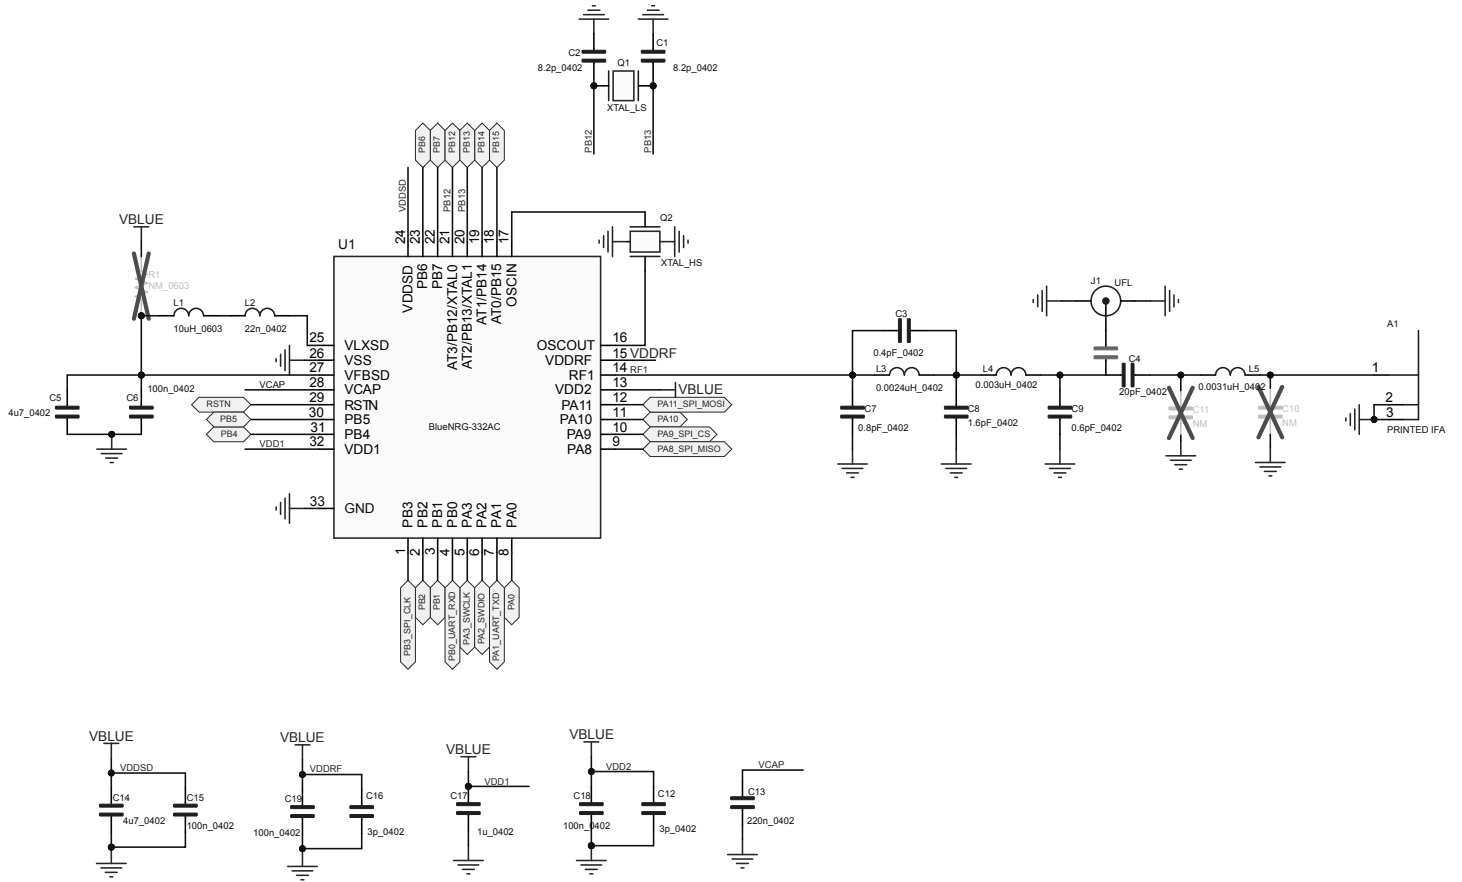 C2
8.2p_0402
C1
8.2p_0402
Q1
XTAL_LS
PB12
PB13
PB6
PB7
PB12
PB13
PB14
PB15
VDDSD
PB12
PB13
24
23
22
21
20
19
18
17
Q2
XTAL_HS
VBLUE
R1
NM_0603
L1
10uH_0603
L2
22n_0402
U1
VDDSD
PB6
PB7
AT3/PB12/XTAL0
AT2/PB13/XTAL1
AT1/PB14
AT0/PB15
OSCIN
25
VLXSD
26
VSS
27
VFBSD
VCAP
28
VCAP
RSTN
29
RSTN
PB5
30
PB5
PB4
31
PB4
VDD1
32
VDD1
33
GND
C5
4u7_0402
C6
100n_0402
BlueNRG-332AC
OSCOUT
16
VDDRF
15
VDDRF
RF1
14
RF1
VDD2
13
VBLUE
PA11
12
PA11_SPI_MOSI
PA10
11
PA10
PA9
10
PA9_SPI_CS
PA8
9
PA8_SPI_MISO
PB3
PB2
PB1
PB0
PA3
PA2
PA1
PA0
1
2
3
4
5
6
7
8
PB3_SPI_CLK
PB2
PB1
PB0_UART_RXD
PA3_SWCLK
PA2_SWDIO
PA1_UART_TXD
PA0
C3
0.4pF_0402
L3
0.0024uH_0402
L4
0.003uH_0402
C7
0.8pF_0402
C8
1.6pF_0402
C9
0.6pF_0402
J1
UFL
C4
20pF_0402
L5
0.0031uH_0402
C11
NM
C10
NM
A1
1
2
3
PRINTED IFA
VBLUE
VDDSD
C14
4u7_0402
C15
100n_0402
VBLUE
VDDRF
C19
100n_0402
C16
3p_0402
VBLUE
VDD1
C17
1u_0402
VBLUE
VDD2
C18
100n_0402
C12
3p_0402
VCAP
C13
220n_0402